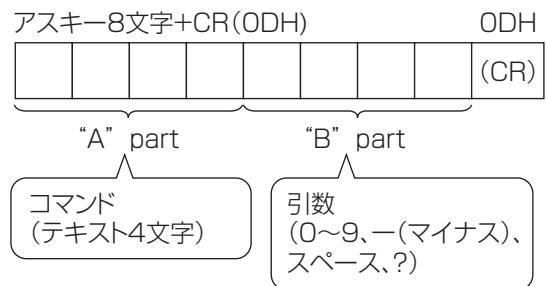 アスキー8文字+CR(0DH)
0DH
(CR)
“A” part
“B” part
コマンド
(テキスト4文字)
引数
(0〜9、ー(マイナス)、
スペース、?)